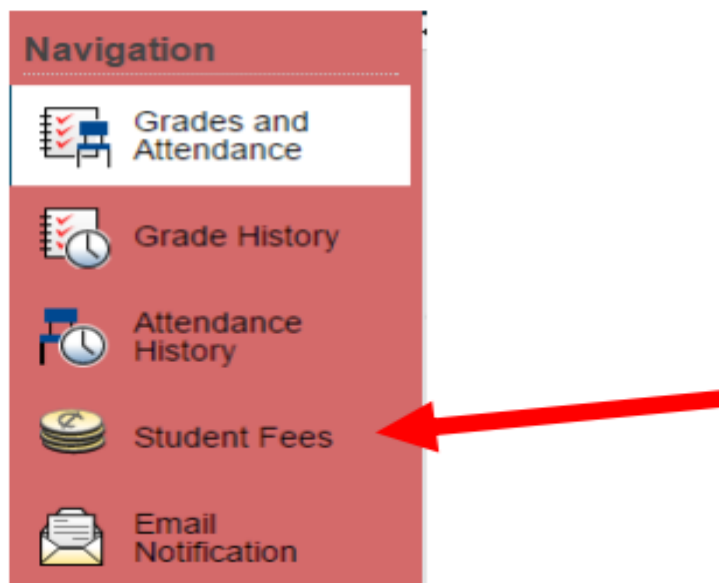 Navigation
Grades and
Attendance
Grade History
Attendance
History
Student Fees
Email
Notification